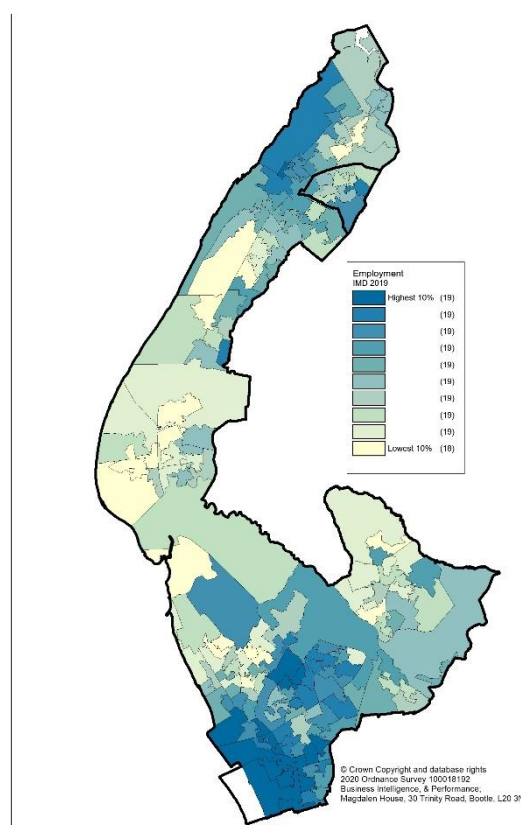 Employment
IMD 2019
Highest 10% (19)
(19)
(19)
(19)
(19)
(19)
(19)
(19)
(19)
Lowest 10% (18)
© Crown Copyright and database rights
2020 Ordnance Survey 100018192
Business Intelligence, & Performance,
Magdalen House, 30 Trinity Road, Bootle, L20 3N